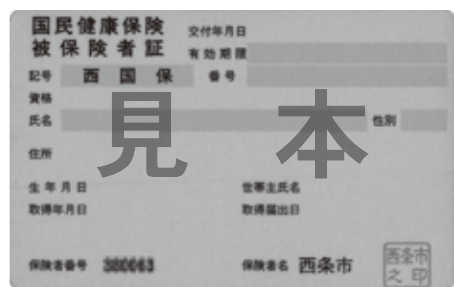 国民健康保険
被保険者証
交付年月日
有効期限
記号 西国保 番号
資格
氏名 性別
見本
住所
生年月日 世帯主氏名
取得年月日 取得届出日
保険者番号 380063 保険者名 西条市
西条市
之印